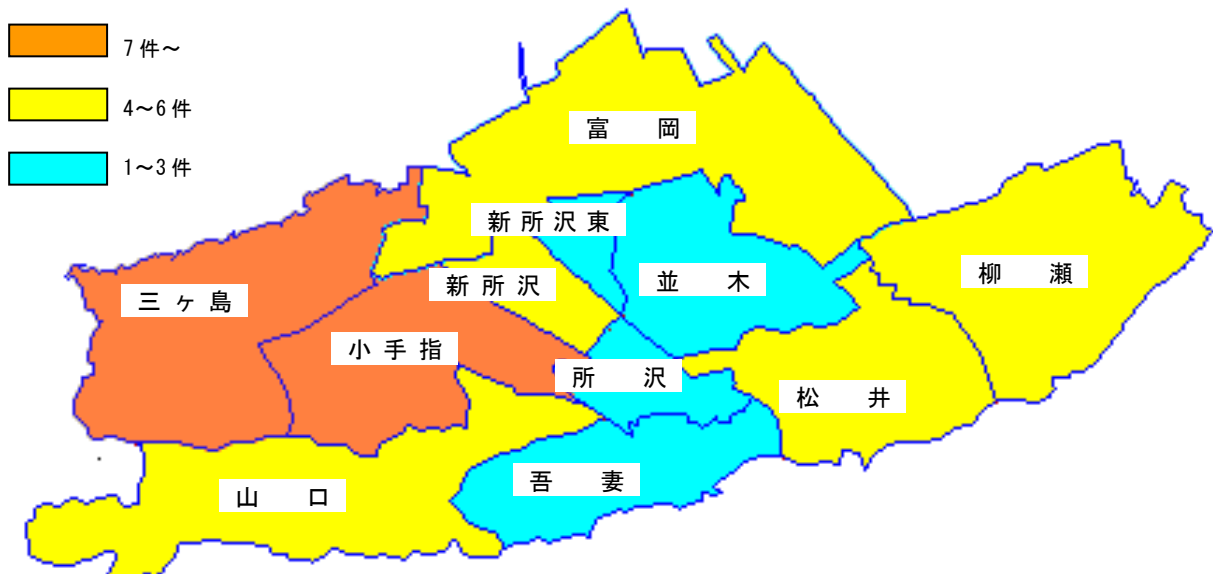 7件～
4～6件
1～3件
富岡
新所沢東
柳瀬
並木
新所沢
三ヶ島
小手指
所沢
松井
吾妻
山口